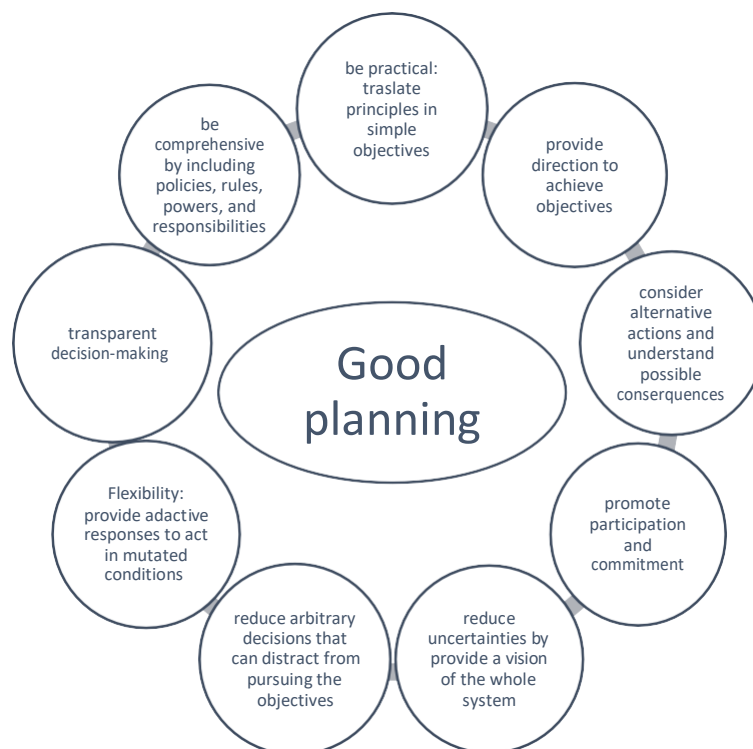 be practical:
traslate
principles in
simple
objectives
provide
direction to
achieve
objectives
consider
alternative
actions and
understand
possible
conserquences
promote
participation
and
commitment
reduce
uncertainties by
provide a vision
of the whole
system
reduce arbitrary
decisions that
can distract from
pursuing the
objectives
Flexibility:
provide adactive
responses to act
in mutated
conditions
transparent
decision-making
be
comprehensive
by including
policies, rules,
powers, and
responsibilities
Good
planning